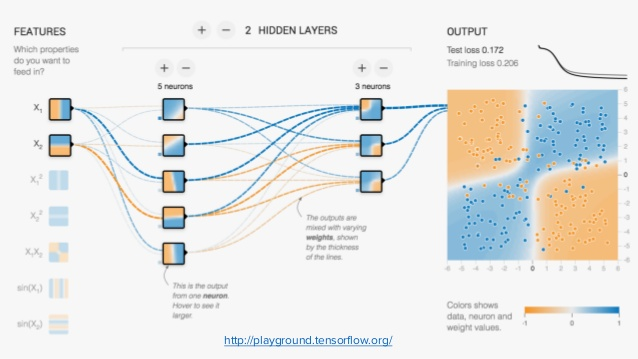 FEATURES
Which properties
do you want to
feed in?
X₁
X₂
X₁²
X₂²
X₁X₂
sin(X₁)
sin(X₂)
+ − 2 HIDDEN LAYERS
+ −
5 neurons
+ −
3 neurons
This is the output
from one neuron.
Hover to see it
larger.
The outputs are
mixed with varying
weights, shown
by the thickness
of the lines.
OUTPUT
Test loss 0.172
Training loss 0.206
6
5
4
3
2
1
0
-1
-2
-3
-4
-5
-6
-6 -5 -4 -3 -2 -1 0 1 2 3 4 5 6
Colors shows
data, neuron and
weight values.
-1 0 1
http://playground.tensorflow.org/